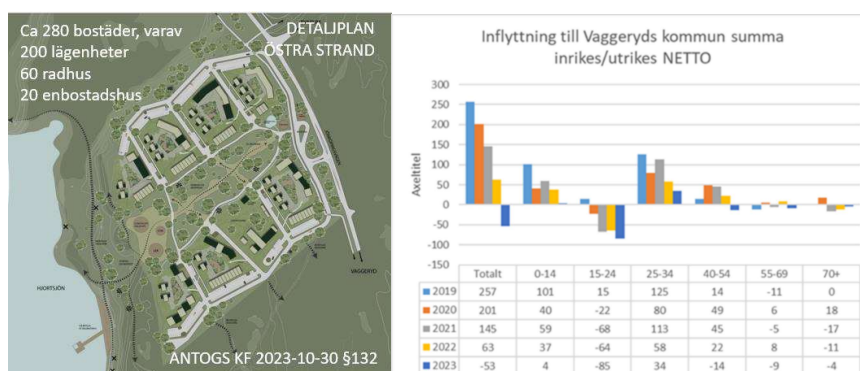 Ca 280 bostäder, varav
200 lägenheter
60 radhus
20 enbostadshus
DETALJPLAN
ÖSTRA STRAND
VAGGERYD
HJORTSJÖN
ANTOGS KF 2023-10-30 §132
Inflyttning till Vaggeryds kommun summa
inrikes/utrikes NETTO
Axeltitel
300
250
200
150
100
50
0
-50
-100
-150
Totalt 0-14 15-24 25-34 40-54 55-69 70+
2019 257 101 15 125 14 -11 0
2020 201 40 -22 80 49 6 18
2021 145 59 -68 113 45 -5 -17
2022 63 37 -64 58 22 8 -11
2023 -53 4 -85 34 -14 -9 -4